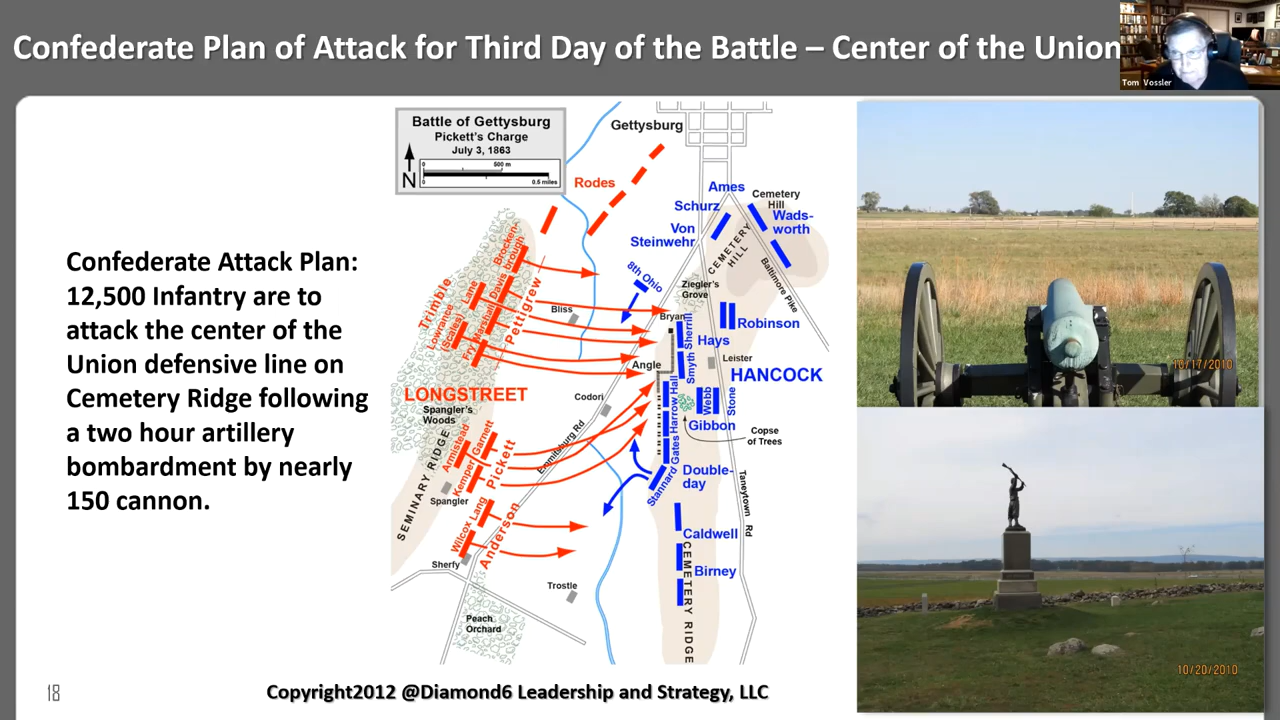 Confederate Plan of Attack for Third Day of the Battle – Center of the Union
Tom Vossler
Confederate Attack Plan:
12,500 Infantry are to
attack the center of the
Union defensive line on
Cemetery Ridge following
a two hour artillery
bombardment by nearly
150 cannon.
Battle of Gettysburg
Pickett's Charge
July 3, 1863
N
0
500 m
0
0.5 miles
Gettysburg
Rodes
Ames
Cemetery
Hill
Schurz
Wads-
worth
Von
Steinwehr
CEMETERY
HILL
Baltimore Pike
8th Ohio
Ziegler's
Grove
Brocken-
brough
Davis
Marshall
Fry
Pettigrew
Trimble
Lane
Lowrance
Scales
Bliss
Bryan
Sherrill
Smyth
Hays
Robinson
Leister
Angle
HANCOCK
LONGSTREET
Spangler's
Woods
Codori
Hall
Harrow
Gates
Webb
Stone
Gibbon
Copse
of Trees
Armistead
Garnett
Kemper
Pickett
Emmitsburg Rd
SEMINARY RIDGE
Spangler
Stannard
Double-
day
Taneytown Rd
Wilcox
Lang
Anderson
Sherfy
Caldwell
Birney
CEMETERY RIDGE
Trostle
Peach
Orchard
10/17/2010
10/20/2010
18
Copyright2012 @Diamond6 Leadership and Strategy, LLC